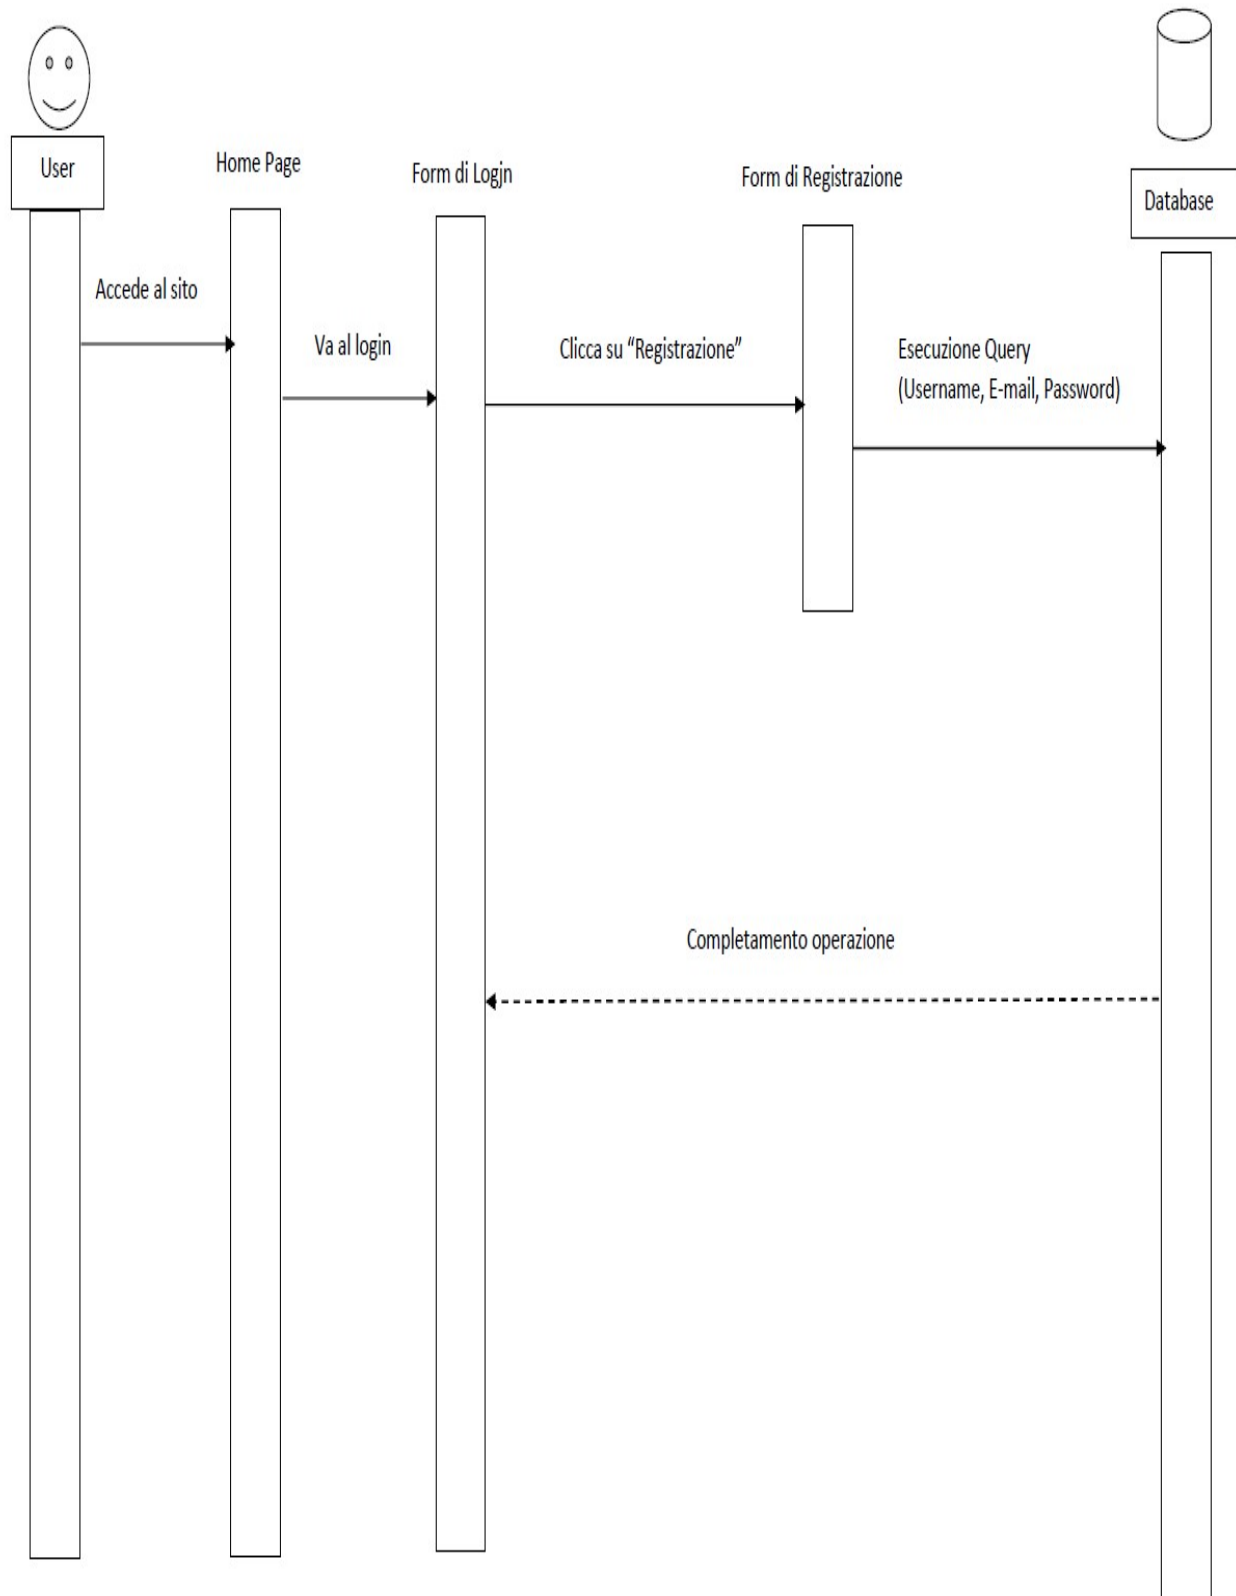 User
Home Page
Form di Logjn
Form di Registrazione
Database
Accede al sito
Va al login
Clicca su “Registrazione”
Esecuzione Query
(Username, E-mail, Password)
Completamento operazione